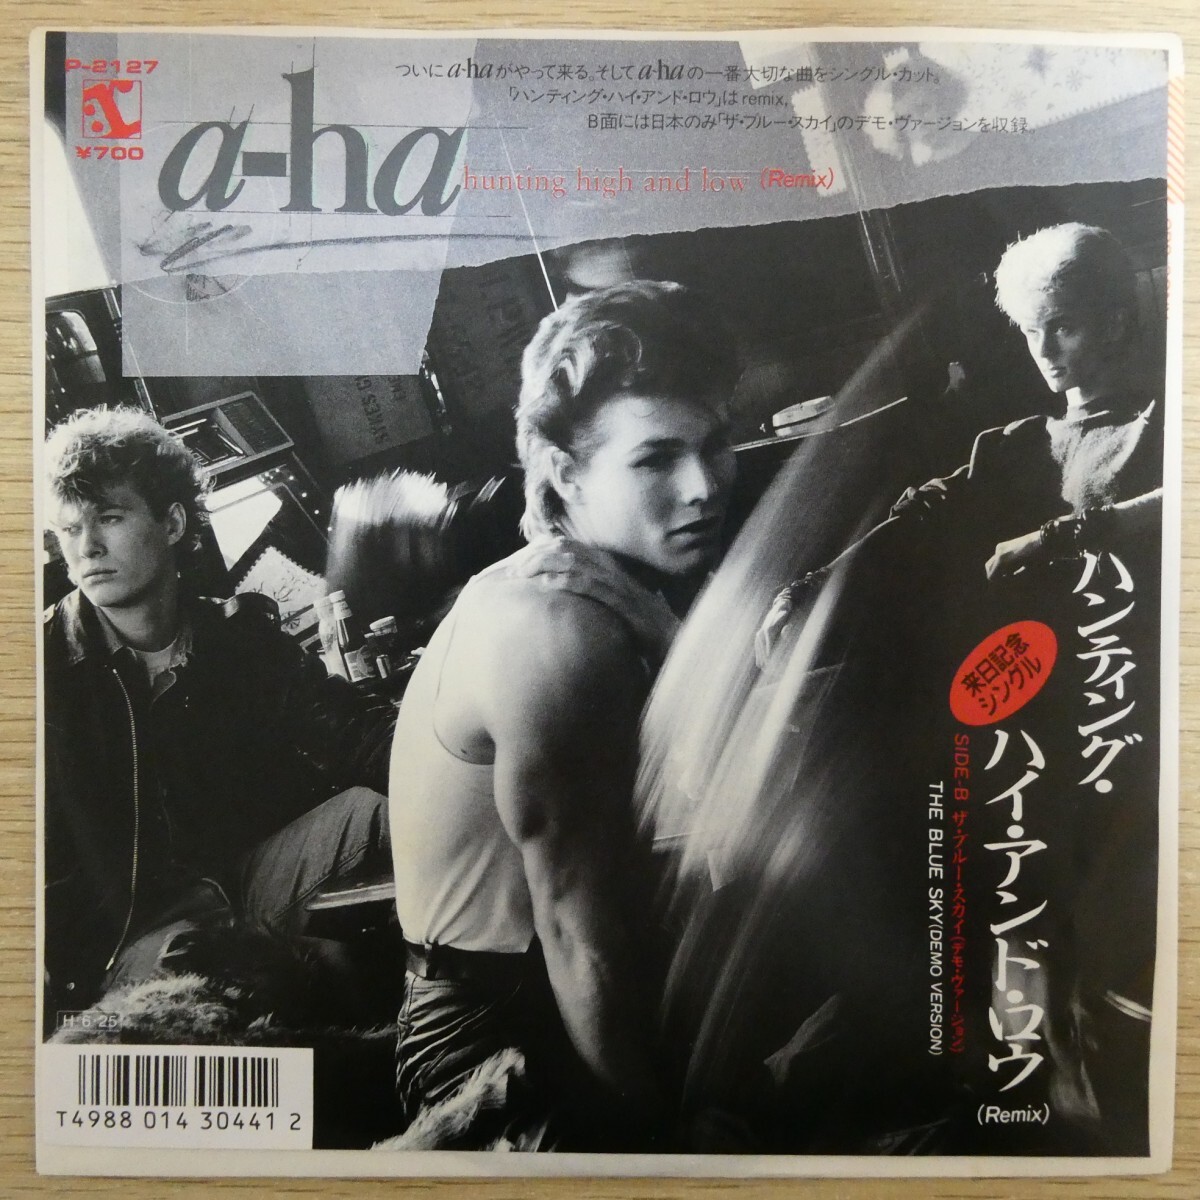 P-2127
¥700
ついにa-haがやって来る。そしてa-haの一番大切な曲をシングル・カット。
「ハンティング・ハイ・アンド・ロウ」はremix,
B面には日本のみ「ザ・ブルー・スカイ」のデモ・ヴァージョンを収録。
a-ha
hunting high and low (Remix)
ハンティング・
ハイ・アンド・ロウ
(Remix)
来日記念
シングル
SIDE-B ザ・ブルー・スカイ(デモ・ヴァージョン)
THE BLUE SKY(DEMO VERSION)
H・6・25
T4988 014 30441 2